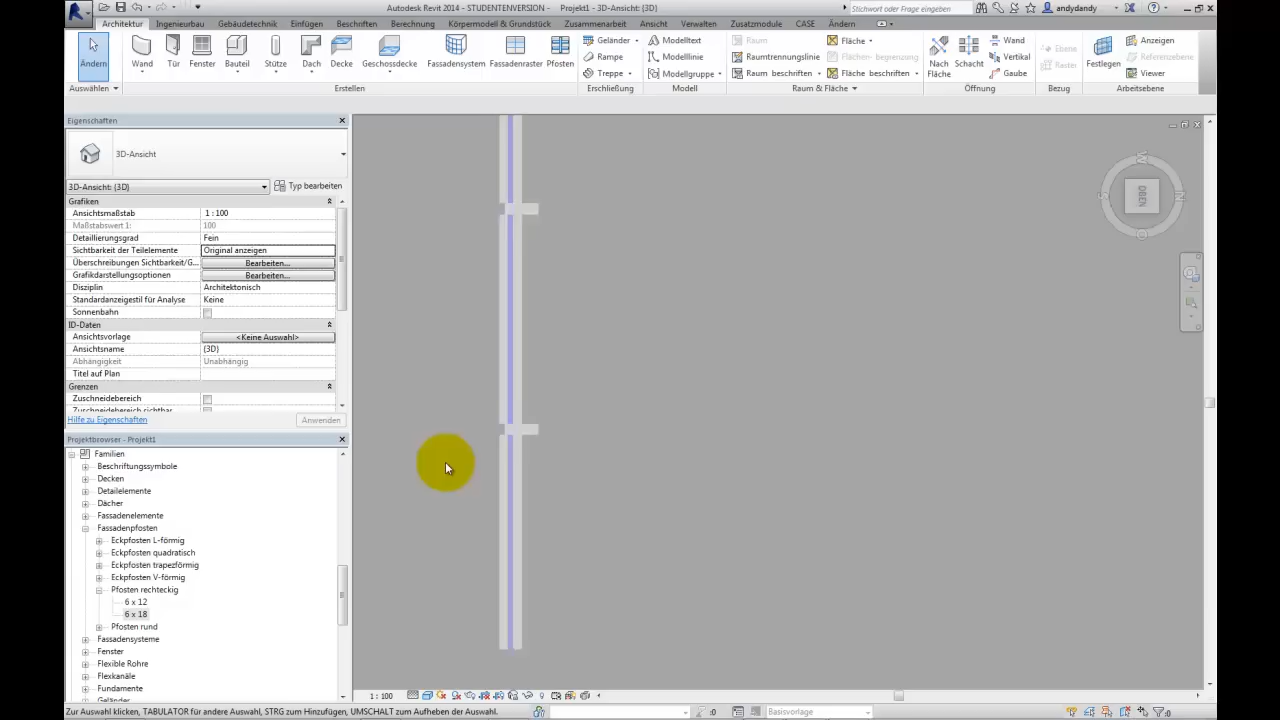 Autodesk Revit 2014 - STUDENTENVERSION - Projekt1 - 3D-Ansicht: {3D}
Stichwort oder Frage eingeben
andydandy
Architektur Ingenieurbau Gebäudetechnik Einfügen Beschriften Berechnung Körpermodell & Grundstück Zusammenarbeit Ansicht Verwalten Zusatzmodule CASE Ändern
Ändern Wand Tür Fenster Bauteil Stütze Dach Decke Geschossdecke Fassadensystem Fassadenraster Pfosten
Geländer
Rampe
Treppe
Modelltext
Modelllinie
Modellgruppe
Raum
Raumtrennungslinie
Raum beschriften
Fläche
Flächen- begrenzung
Fläche beschriften
Nach Fläche
Schacht
Wand
Vertikal
Gaube
Ebene
Raster
Festlegen
Anzeigen
Referenzebene
Viewer
Auswählen Erstellen Erschließung Modell Raum & Fläche Öffnung Bezug Arbeitsebene
Eigenschaften
3D-Ansicht
3D-Ansicht: {3D} Typ bearbeiten
Grafiken
Ansichtsmaßstab 1 : 100
Maßstabswert 1: 100
Detaillierungsgrad Fein
Sichtbarkeit der Teilelemente Original anzeigen
Überschreibungen Sichtbarkeit/G... Bearbeiten...
Grafikdarstellungsoptionen Bearbeiten...
Disziplin Architektonisch
Standardanzeigestil für Analyse Keine
Sonnenbahn
ID-Daten
Ansichtsvorlage <Keine Auswahl>
Ansichtsname {3D}
Abhängigkeit Unabhängig
Titel auf Plan
Grenzen
Zuschneidebereich
Zuschneidebereich sichtbar
Hilfe zu Eigenschaften Anwenden
Projektbrowser - Projekt1
Familien
Beschriftungssymbole
Decken
Detailelemente
Dächer
Fassadenelemente
Fassadenpfosten
Eckpfosten L-förmig
Eckpfosten quadratisch
Eckpfosten trapezförmig
Eckpfosten V-förmig
Pfosten rechteckig
6 x 12
6 x 18
Pfosten rund
Fassadensysteme
Fenster
Flexible Rohre
Flexkanäle
Fundamente
Geländer
OBEN
1 : 100
Zur Auswahl klicken, TABULATOR für andere Auswahl, STRG zum Hinzufügen, UMSCHALT zum Aufheben der Auswahl.
:0
Basisvorlage
:0